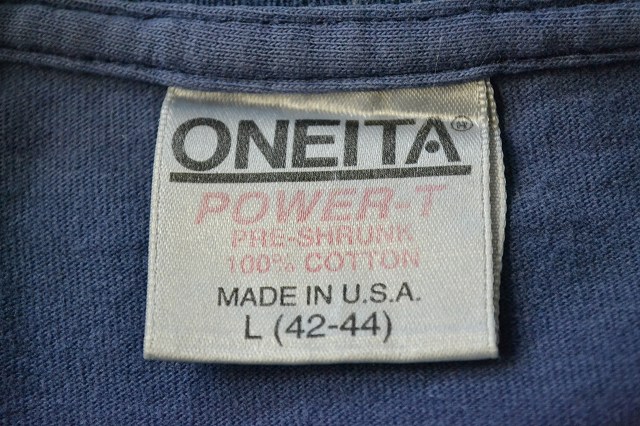 ONEITA®
POWER-T
PRE-SHRUNK
100% COTTON
MADE IN U.S.A.
L (42-44)